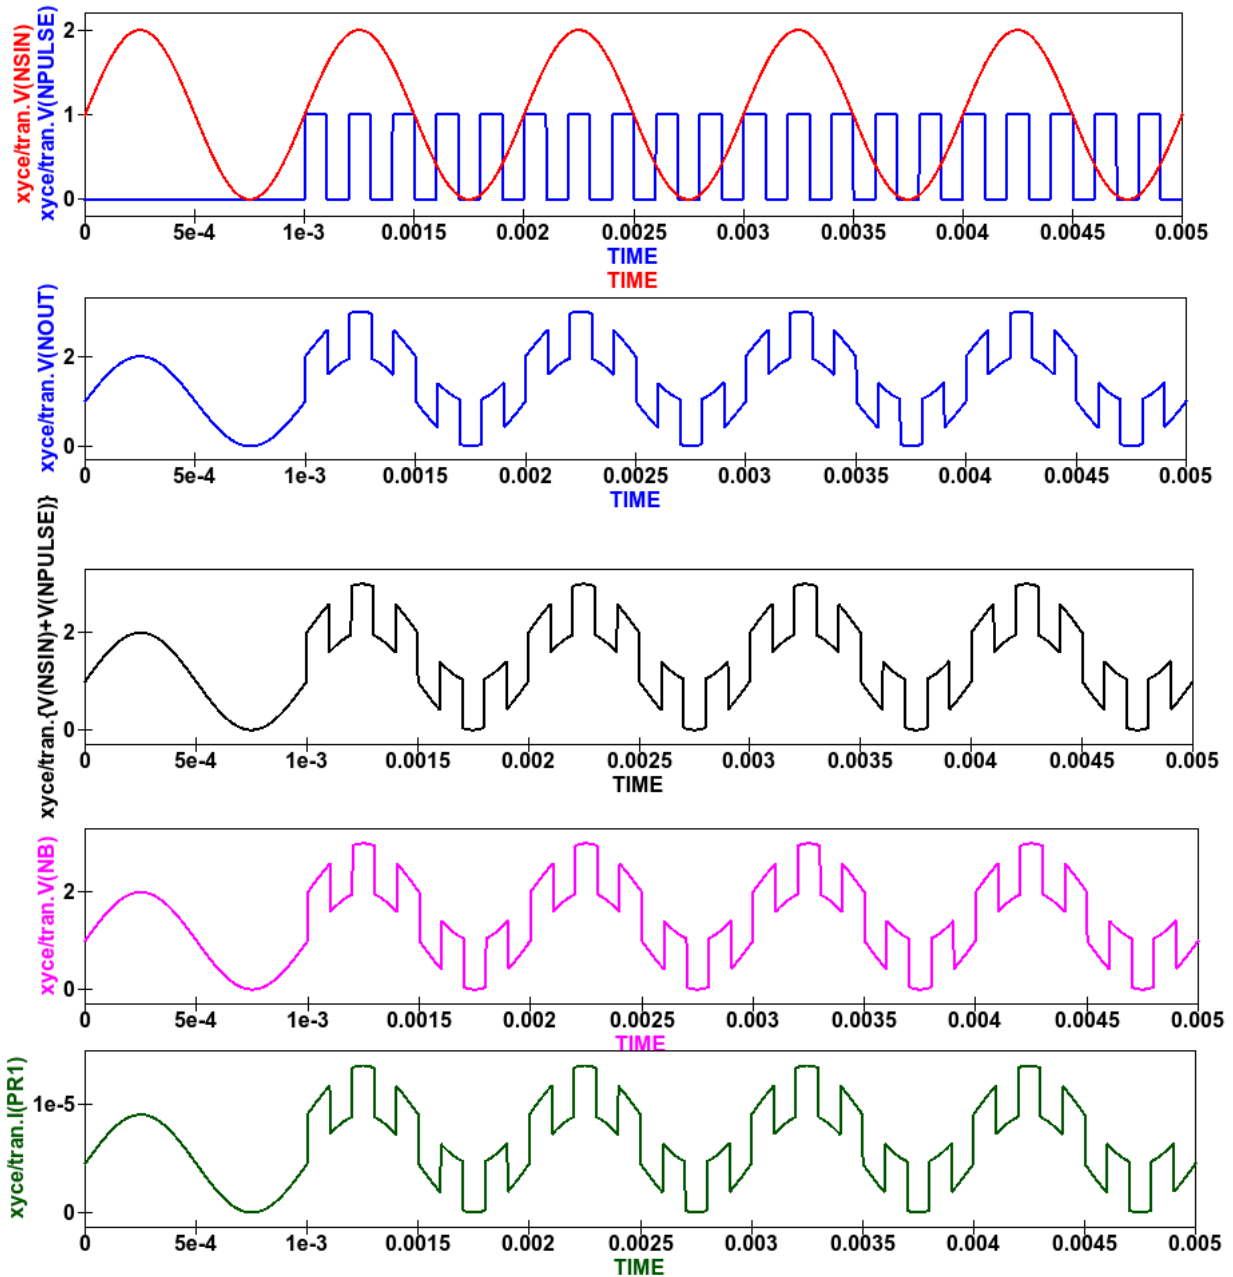 xyce/tran.V(NSIN)
xyce/tran.V(NPULSE)
2
1
0
0 5e-4 1e-3 0.0015 0.002 0.0025 0.003 0.0035 0.004 0.0045 0.005
TIME
TIME
xyce/tran.V(NOUT)
2
0
0 5e-4 1e-3 0.0015 0.002 0.0025 0.003 0.0035 0.004 0.0045 0.005
TIME
xyce/tran.{V(NSIN)+V(NPULSE)}
2
0
0 5e-4 1e-3 0.0015 0.002 0.0025 0.003 0.0035 0.004 0.0045 0.005
TIME
xyce/tran.V(NB)
2
0
0 5e-4 1e-3 0.0015 0.002 0.0025 0.003 0.0035 0.004 0.0045 0.005
TIME
xyce/tran.I(PR1)
1e-5
0
0 5e-4 1e-3 0.0015 0.002 0.0025 0.003 0.0035 0.004 0.0045 0.005
TIME